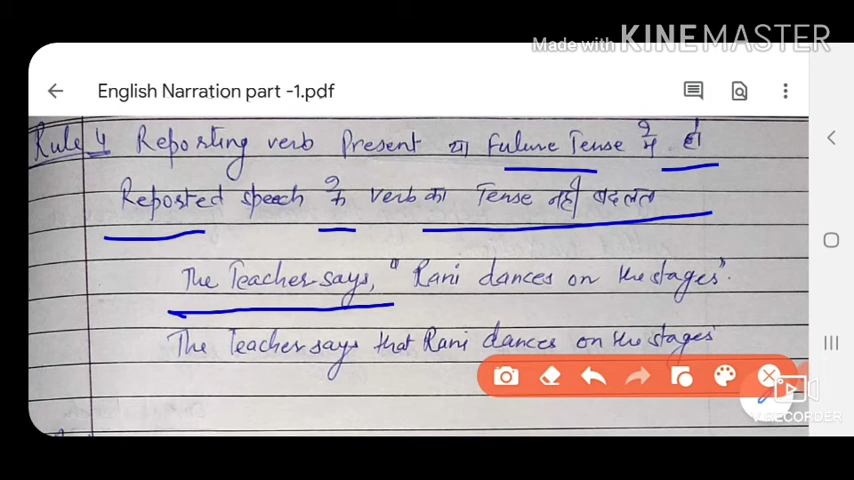 Made with KINEMASTER
English Narration part -1.pdf
Rule 4 Reporting verb Present या Future Tense में हो
Reported speech के verb का Tense नहीं बदलत
The Teacher says, "Rani dances on the stages".
The Teacher says that Rani dances on the stages
RECORDER